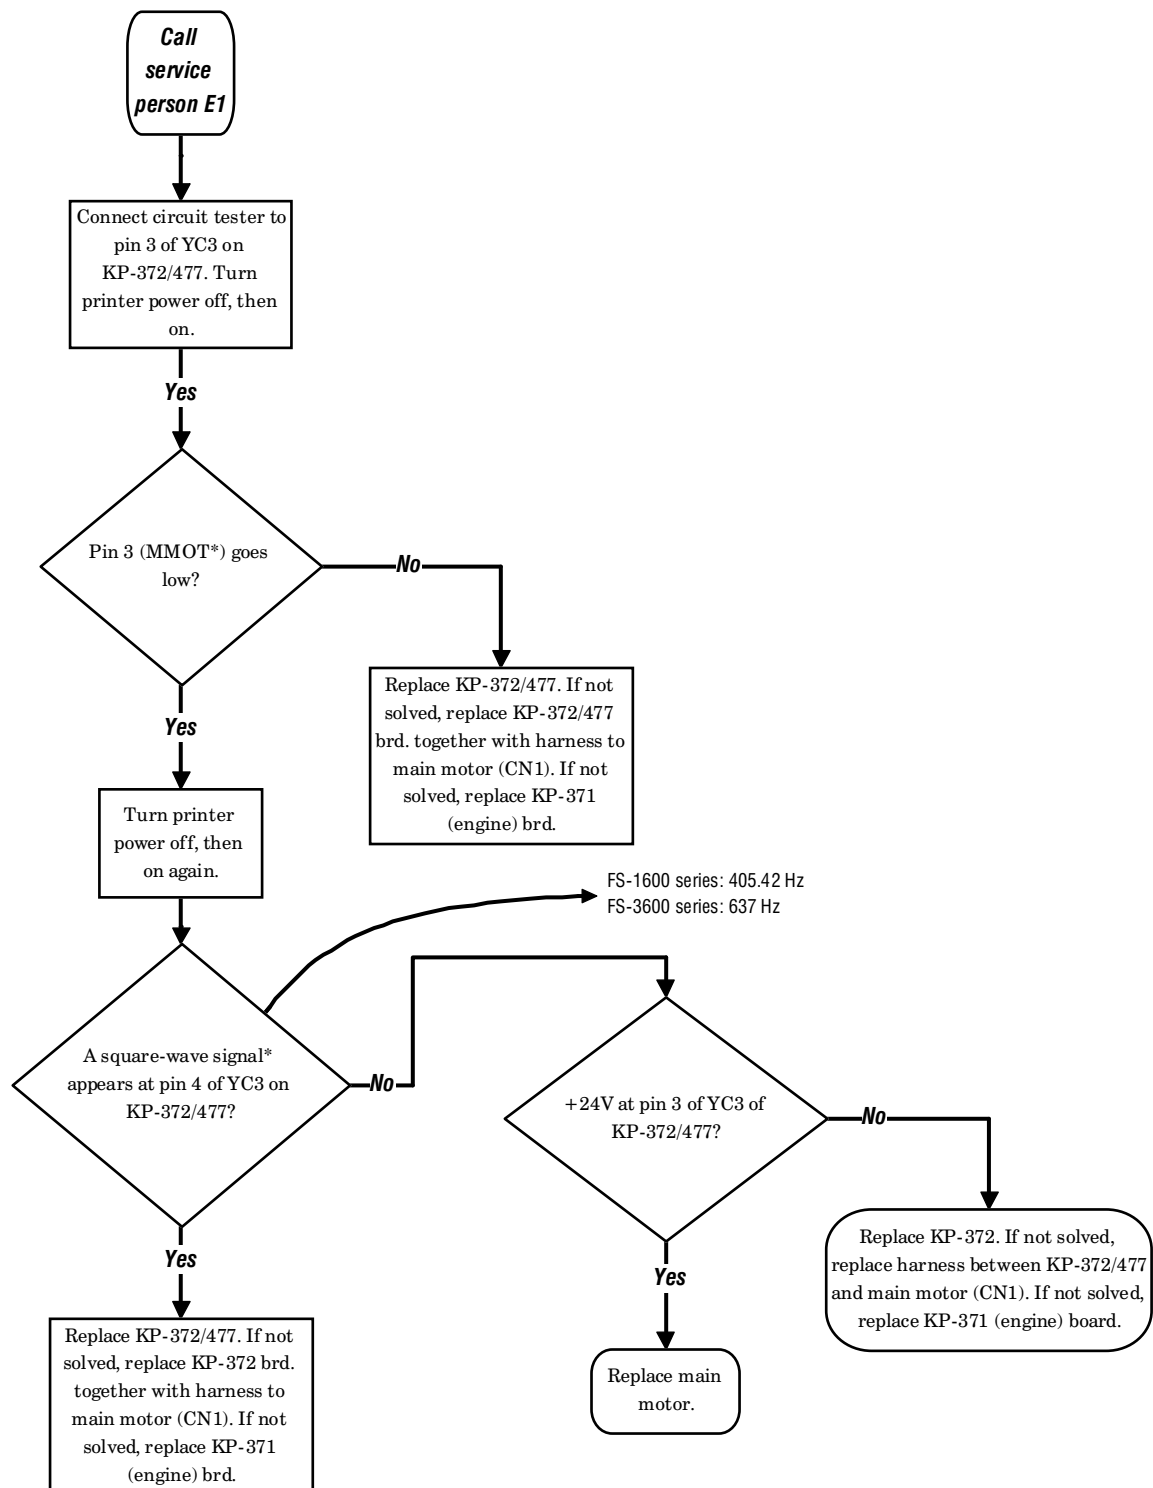 Call
service
person E1
Connect circuit tester to
pin 3 of YC3 on
KP-372/477. Turn
printer power off, then
on.
Yes
Pin 3 (MMOT*) goes
low?
No
Replace KP-372/477. If not
solved, replace KP-372/477
brd. together with harness to
main motor (CN1). If not
solved, replace KP-371
(engine) brd.
Yes
Turn printer
power off, then
on again.
FS-1600 series: 405.42 Hz
FS-3600 series: 637 Hz
A square-wave signal*
appears at pin 4 of YC3 on
KP-372/477?
No
+24V at pin 3 of YC3 of
KP-372/477?
No
Replace KP-372. If not solved,
replace harness between KP-372/477
and main motor (CN1). If not solved,
replace KP-371 (engine) board.
Yes
Replace main
motor.
Yes
Replace KP-372/477. If not
solved, replace KP-372 brd.
together with harness to
main motor (CN1). If not
solved, replace KP-371
(engine) brd.